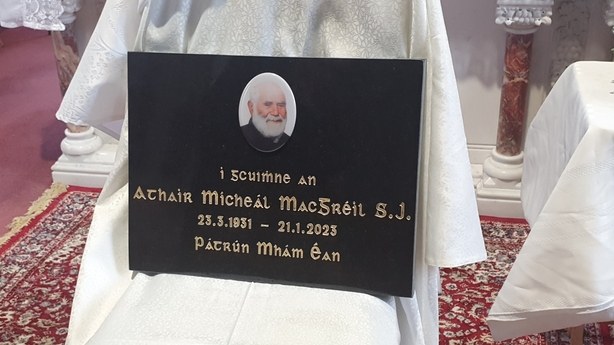 i gcuimhne an
Athair Micheál MacGréil S.J.
23.3.1931 – 21.1.2023
Pátrún Mhám Éan